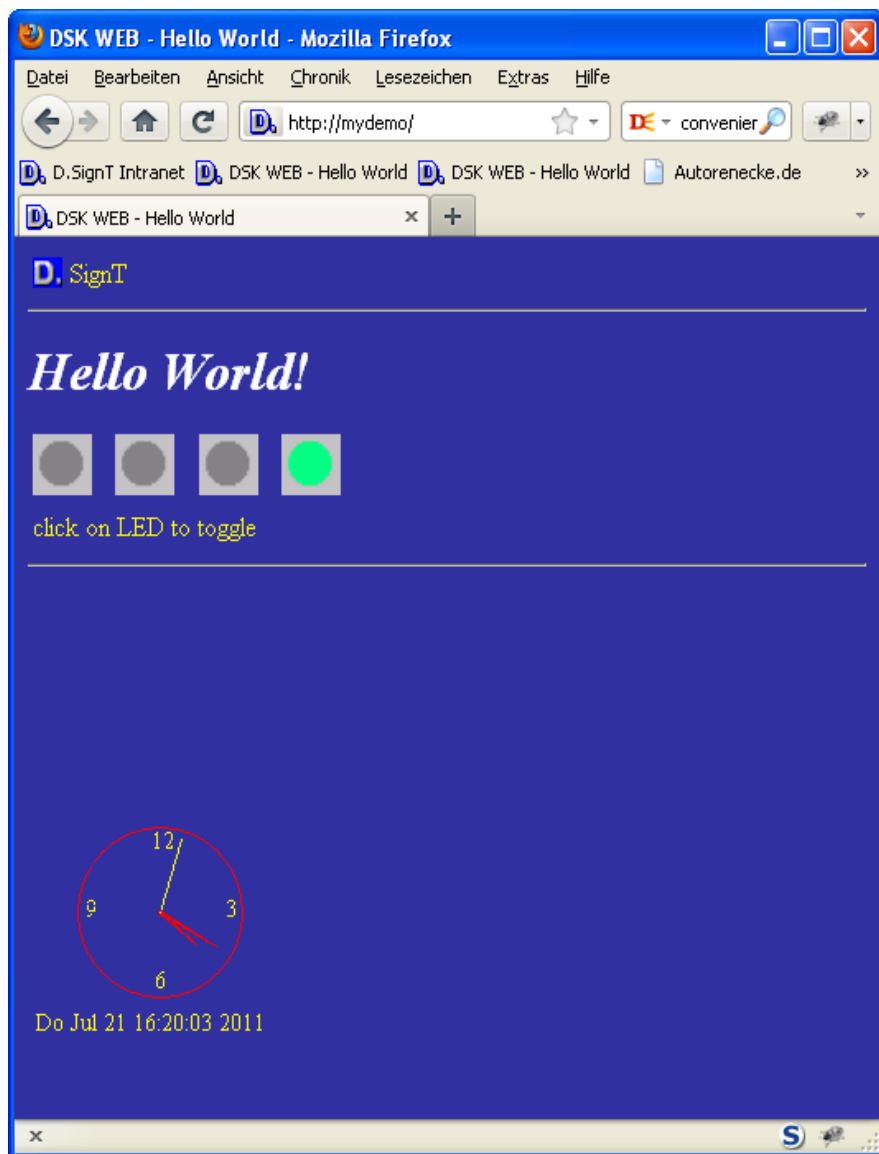 DSK WEB - Hello World - Mozilla Firefox
Datei Bearbeiten Ansicht Chronik Lesezeichen Extras Hilfe
D. http://mydemo/ DE convenier
D. D.SignT Intranet D. DSK WEB - Hello World D. DSK WEB - Hello World Autorenecke.de »
D. DSK WEB - Hello World × +
D. SignT
Hello World!
click on LED to toggle
12
9 3
6
Do Jul 21 16:20:03 2011
x S